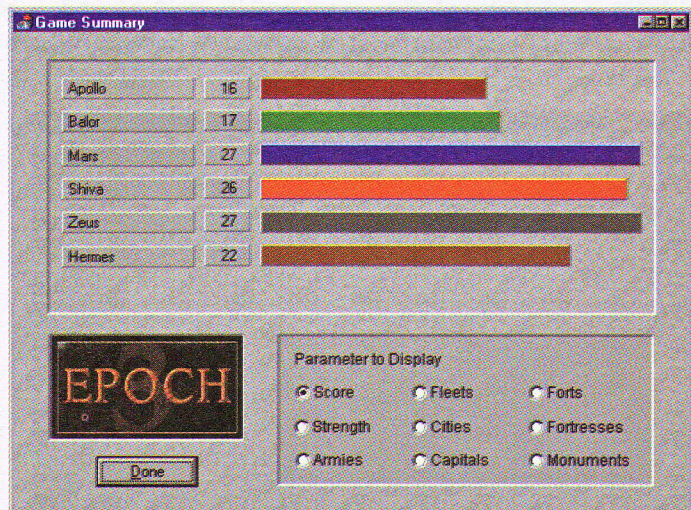 Game Summary
Apollo 16
Balor 17
Mars 27
Shiva 26
Zeus 27
Hermes 22
EPOCH
Parameter to Display
Score Fleets Forts
Strength Cities Fortresses
Armies Capitals Monuments
Done